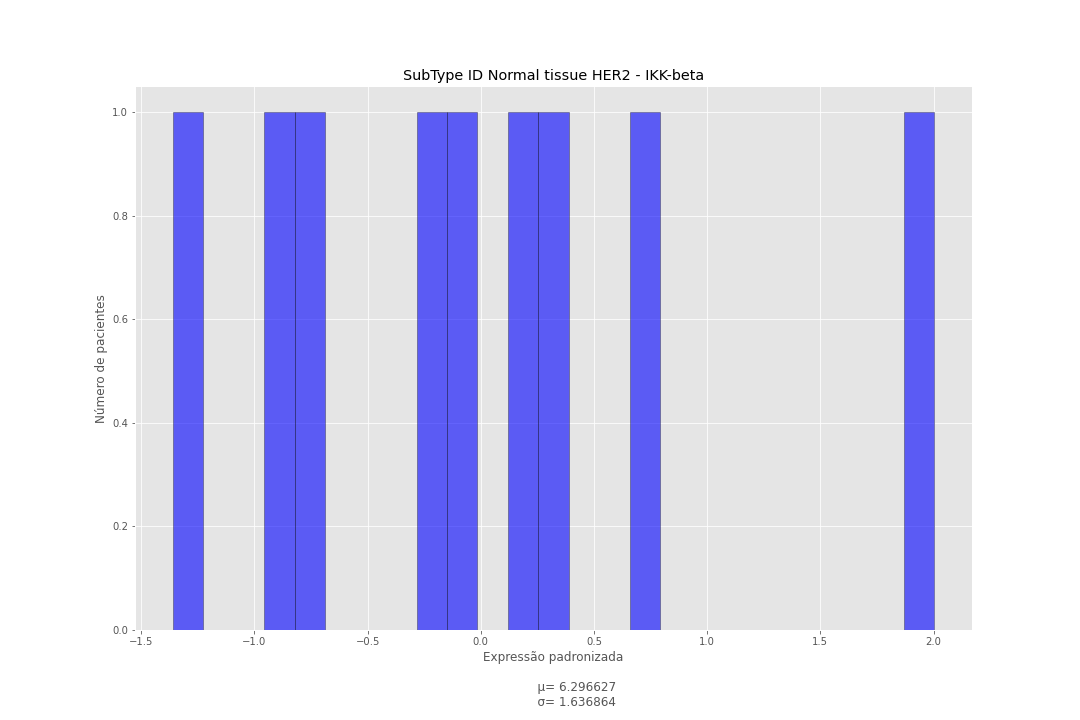 SubType ID Normal tissue HER2 - IKK-beta
1.0
0.8
0.6
0.4
0.2
0.0
Número de pacientes
−1.5 −1.0 −0.5 0.0 0.5 1.0 1.5 2.0
Expressão padronizada
μ= 6.296627
σ= 1.636864